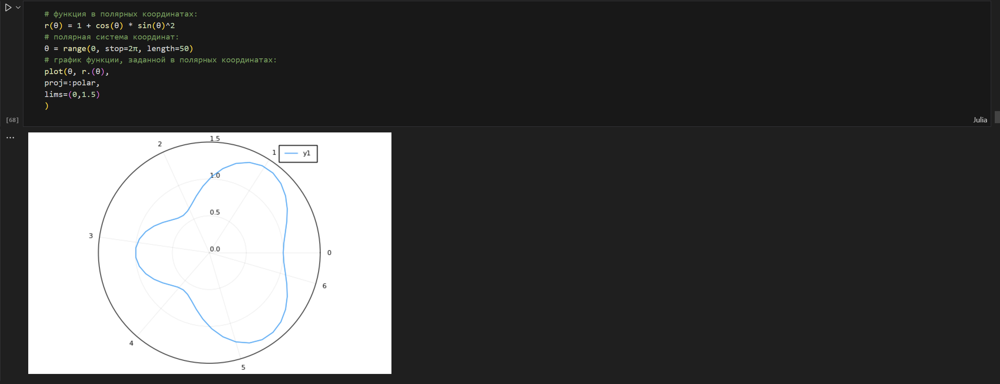 # функция в полярных координатах:
r(θ) = 1 + cos(θ) * sin(θ)^2
# полярная система координат:
θ = range(0, stop=2π, length=50)
# график функции, заданной в полярных координатах:
plot(θ, r.(θ),
proj=:polar,
lims=(0,1.5)
)
[68]
Julia
1.5
2
1
y1
1.0
0.5
3
0.0
0
6
4
5